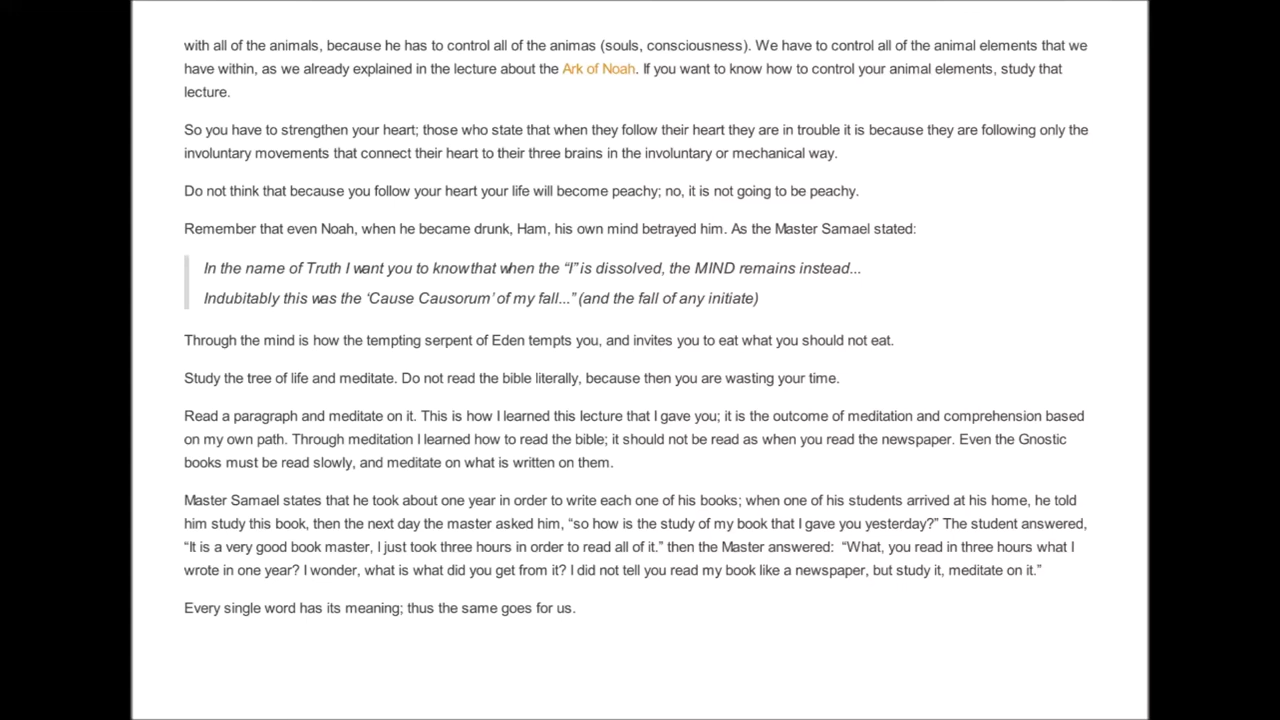 with all of the animals, because he has to control all of the animas (souls, consciousness). We have to control all of the animal elements that we
have within, as we already explained in the lecture about the Ark of Noah. If you want to know how to control your animal elements, study that
lecture.
So you have to strengthen your heart; those who state that when they follow their heart they are in trouble it is because they are following only the
involuntary movements that connect their heart to their three brains in the involuntary or mechanical way.
Do not think that because you follow your heart your life will become peachy; no, it is not going to be peachy.
Remember that even Noah, when he became drunk, Ham, his own mind betrayed him. As the Master Samael stated:
In the name of Truth I want you to know that when the “I” is dissolved, the MIND remains instead...
Indubitably this was the ‘Cause Causorum’ of my fall...” (and the fall of any initiate)
Through the mind is how the tempting serpent of Eden tempts you, and invites you to eat what you should not eat.
Study the tree of life and meditate. Do not read the bible literally, because then you are wasting your time.
Read a paragraph and meditate on it. This is how I learned this lecture that I gave you; it is the outcome of meditation and comprehension based
on my own path. Through meditation I learned how to read the bible; it should not be read as when you read the newspaper. Even the Gnostic
books must be read slowly, and meditate on what is written on them.
Master Samael states that he took about one year in order to write each one of his books; when one of his students arrived at his home, he told
him study this book, then the next day the master asked him, “so how is the study of my book that I gave you yesterday?” The student answered,
“It is a very good book master, I just took three hours in order to read all of it.” then the Master answered:  “What, you read in three hours what I
wrote in one year? I wonder, what is what did you get from it? I did not tell you read my book like a newspaper, but study it, meditate on it.”
Every single word has its meaning; thus the same goes for us.